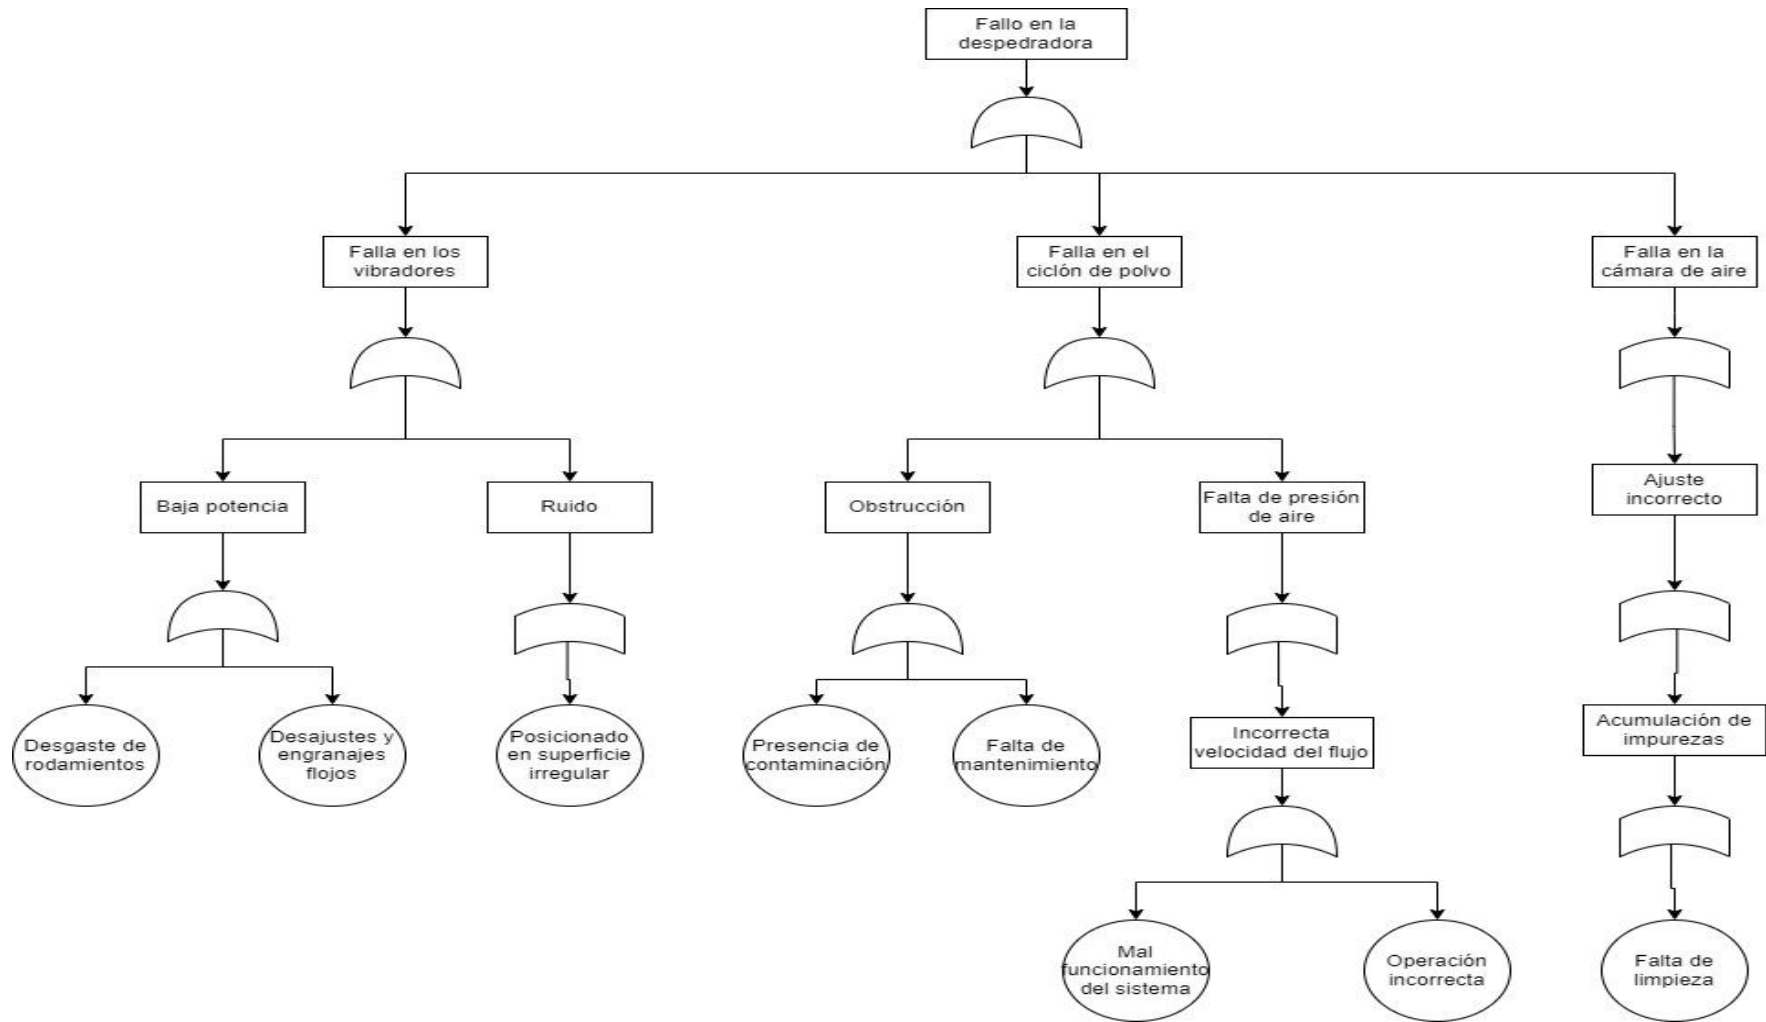 Fallo en la
despedradora
Falla en los
vibradores
Falla en el
ciclón de polvo
Falla en la
cámara de aire
Baja potencia
Ruido
Obstrucción
Falta de presión
de aire
Ajuste
incorrecto
Desgaste de
rodamientos
Desajustes y
engranajes
flojos
Posicionado
en superficie
irregular
Presencia de
contaminación
Falta de
mantenimiento
Incorrecta
velocidad del flujo
Acumulación de
impurezas
Mal
funcionamiento
del sistema
Operación
incorrecta
Falta de
limpieza